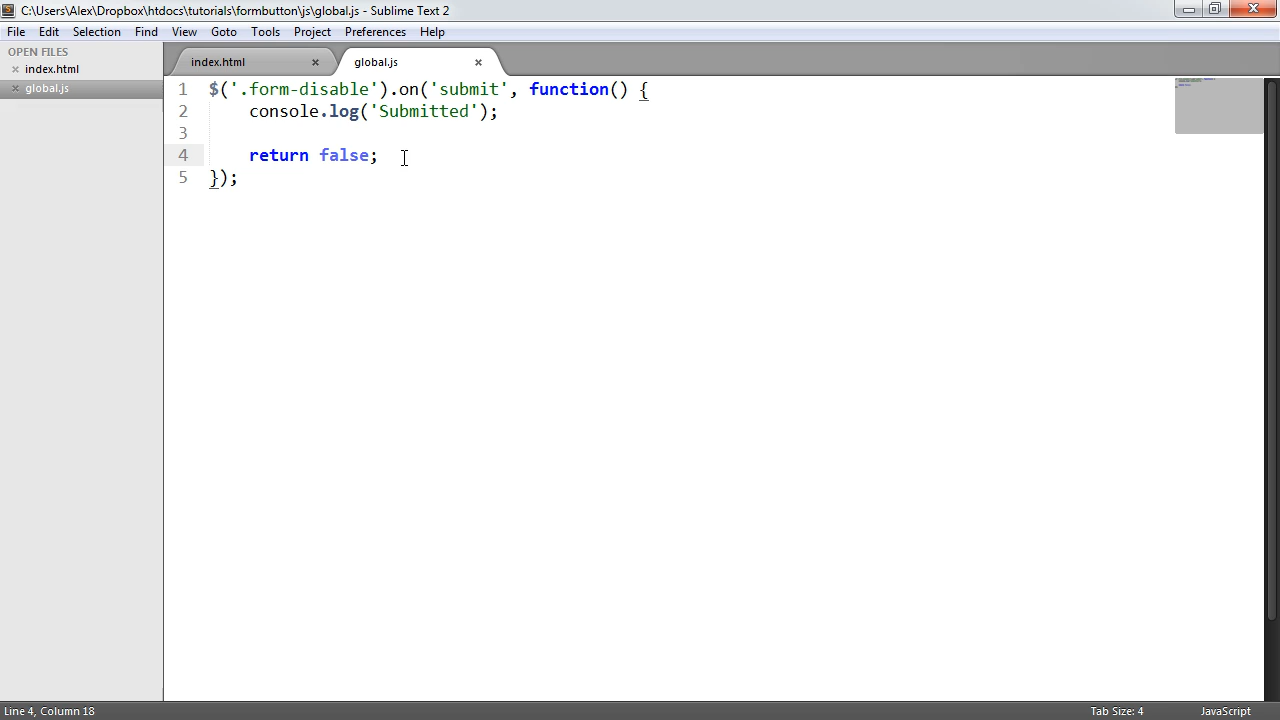 C:\Users\Alex\Dropbox\htdocs\tutorials\formbutton\js\global.js - Sublime Text 2
File Edit Selection Find View Goto Tools Project Preferences Help
OPEN FILES
index.html
global.js
index.html global.js
1 $('.form-disable').on('submit', function() {
2 console.log('Submitted');
3
4 return false;
5 });
Line 4, Column 18 Tab Size: 4 JavaScript